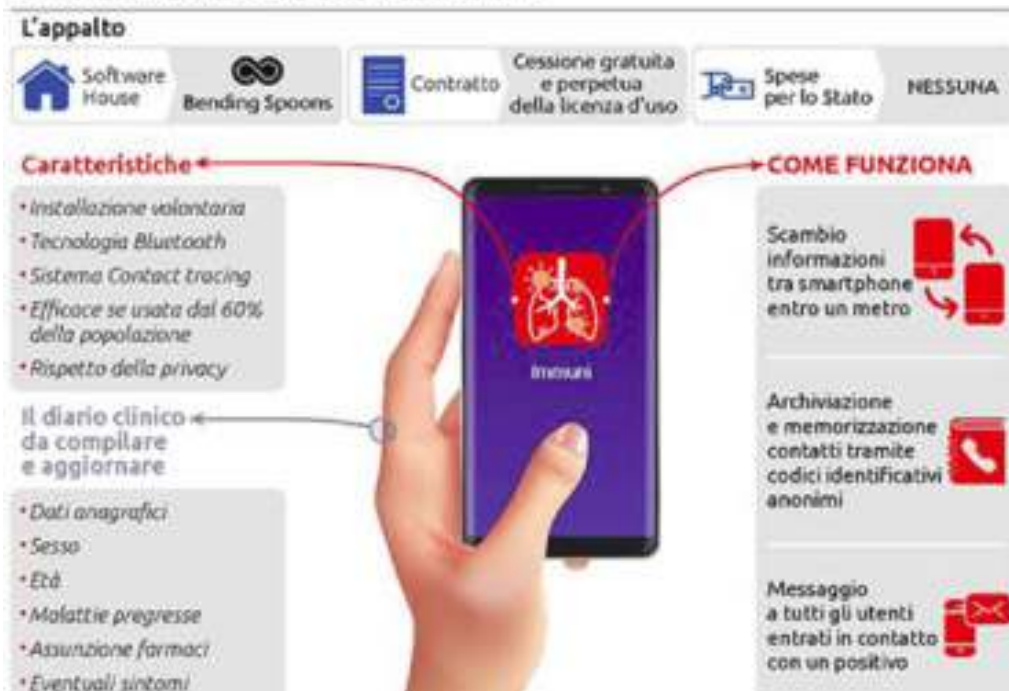 L'appalto
Software
House
Bending Spoons
Contratto
Cessione gratuita
e perpetua
della licenza d'uso
Spese
per lo Stato
NESSUNA
Caratteristiche
• Installazione volontaria
• Tecnologia Bluetooth
• Sistema Contact tracing
• Efficace se usata dal 60%
della popolazione
• Rispetto della privacy
Il diario clinico
da compilare
e aggiornare
• Dati anagrafici
• Sesso
• Età
• Malattie pregresse
• Assunzione farmaci
• Eventuali sintomi
Immuni
COME FUNZIONA
Scambio
informazioni
tra smartphone
entro un metro
Archiviazione
e memorizzazione
contatti tramite
codici identificativi
anonimi
Messaggio
a tutti gli utenti
entrati in contatto
con un positivo